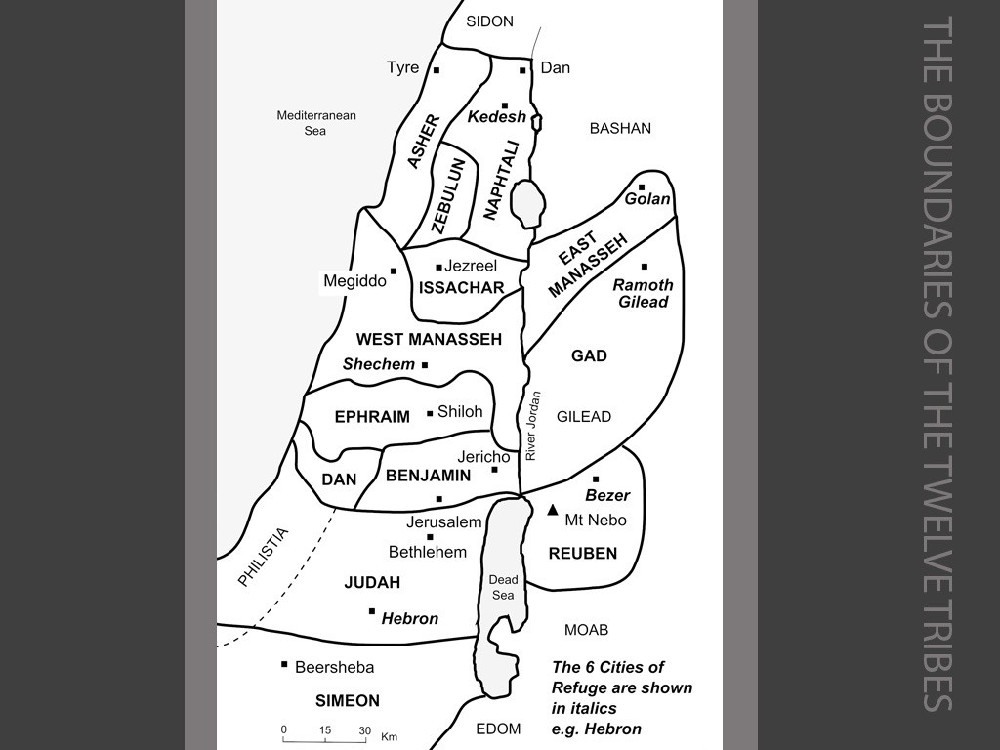 SIDON
Tyre
Dan
Mediterranean
Sea
Kedesh
BASHAN
ASHER
ZEBULUN
NAPHTALI
Golan
EAST
MANASSEH
Jezreel
Megiddo
ISSACHAR
Ramoth
Gilead
WEST MANASSEH
Shechem
GAD
EPHRAIM
Shiloh
River Jordan
GILEAD
Jericho
DAN
BENJAMIN
Bezer
Jerusalem
Mt Nebo
Bethlehem
PHILISTIA
REUBEN
JUDAH
Dead
Sea
Hebron
MOAB
Beersheba
The 6 Cities of
Refuge are shown
in italics
e.g. Hebron
SIMEON
EDOM
0 15 30 Km
THE BOUNDARIES OF THE TWELVE TRIBES